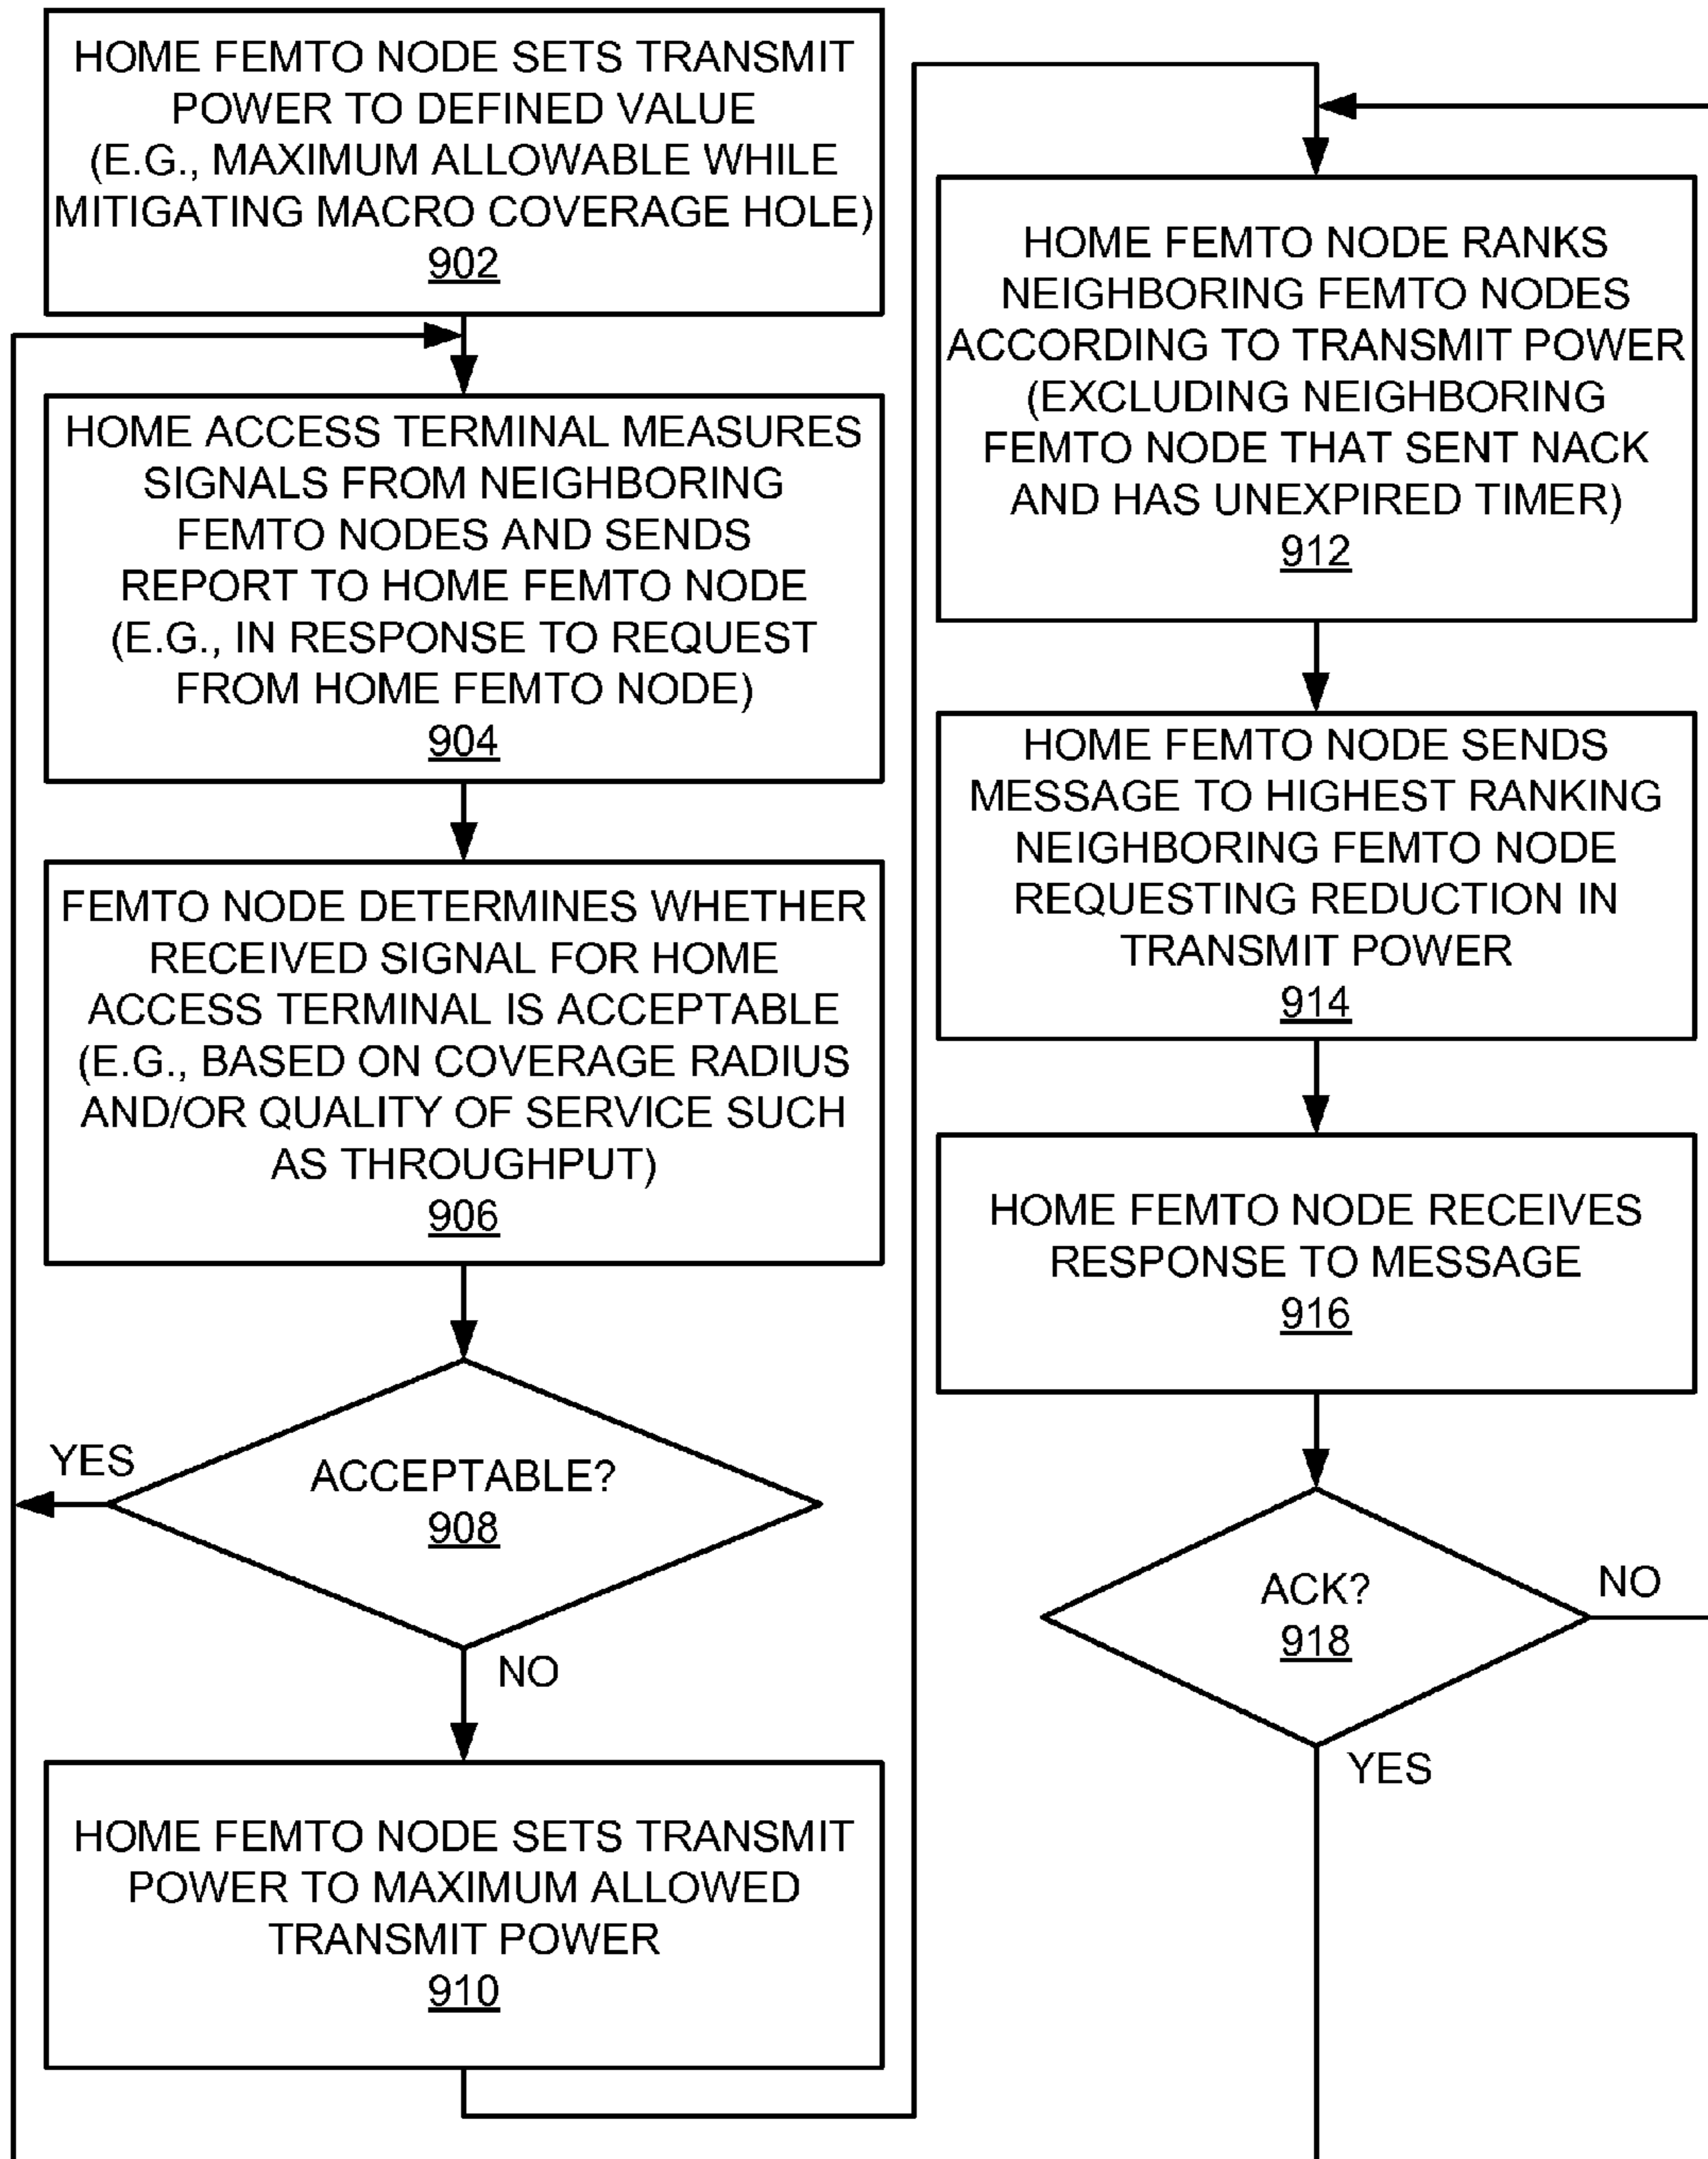 HOME FEMTO NODE SETS TRANSMIT
POWER TO DEFINED VALUE
(E.G., MAXIMUM ALLOWABLE WHILE
MITIGATING MACRO COVERAGE HOLE)
902
HOME ACCESS TERMINAL MEASURES
SIGNALS FROM NEIGHBORING
FEMTO NODES AND SENDS
REPORT TO HOME FEMTO NODE
(E.G., IN RESPONSE TO REQUEST
FROM HOME FEMTO NODE)
904
FEMTO NODE DETERMINES WHETHER
RECEIVED SIGNAL FOR HOME
ACCESS TERMINAL IS ACCEPTABLE
(E.G., BASED ON COVERAGE RADIUS
AND/OR QUALITY OF SERVICE SUCH
AS THROUGHPUT)
906
YES
ACCEPTABLE?
908
NO
HOME FEMTO NODE SETS TRANSMIT
POWER TO MAXIMUM ALLOWED
TRANSMIT POWER
910
HOME FEMTO NODE RANKS
NEIGHBORING FEMTO NODES
ACCORDING TO TRANSMIT POWER
(EXCLUDING NEIGHBORING
FEMTO NODE THAT SENT NACK
AND HAS UNEXPIRED TIMER)
912
HOME FEMTO NODE SENDS
MESSAGE TO HIGHEST RANKING
NEIGHBORING FEMTO NODE
REQUESTING REDUCTION IN
TRANSMIT POWER
914
HOME FEMTO NODE RECEIVES
RESPONSE TO MESSAGE
916
ACK?
918
NO
YES